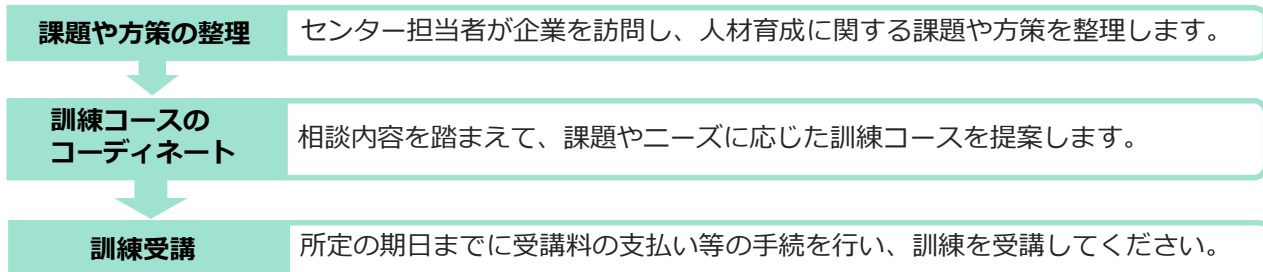 課題や方策の整理
センター担当者が企業を訪問し、人材育成に関する課題や方策を整理します。
訓練コースの
コーディネート
相談内容を踏まえて、課題やニーズに応じた訓練コースを提案します。
訓練受講
所定の期日までに受講料の支払い等の手続を行い、訓練を受講してください。